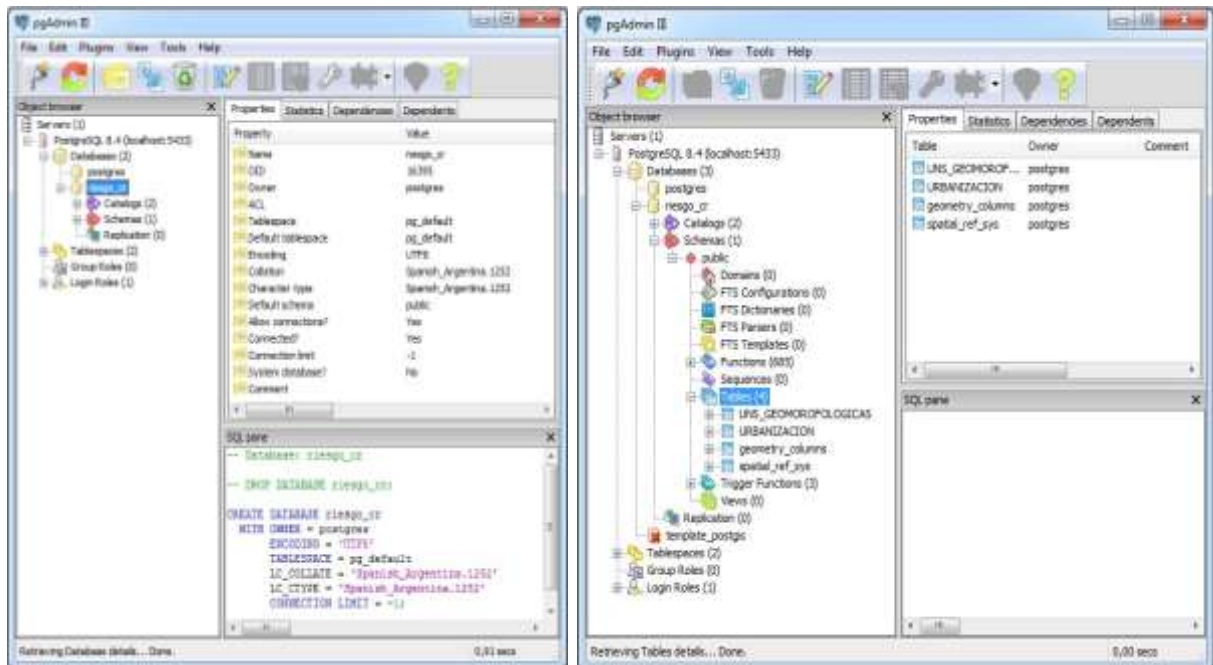 pgAdmin III
File Edit Plugins View Tools Help
Object browser
Servers (1)
PostgreSQL 8.4 (localhost:5433)
Databases (2)
postgres
riesgo_cr
Catalogs (2)
Schemas (1)
Replication (0)
Tablespaces (2)
Group Roles (0)
Login Roles (1)
Properties Statistics Dependencies Dependents
Property Value
Name riesgo_cr
OID
Owner postgres
ACL
Tablespace pg_default
Default tablespace pg_default
Encoding UTF8
Collation Spanish_Argentina.1252
Character type Spanish_Argentina.1252
Default schema public
Allow connections? Yes
Connected? Yes
Connection limit -1
System database? No
Comment
SQL pane
-- Database: riesgo_cr
-- DROP DATABASE riesgo_cr;
CREATE DATABASE riesgo_cr
WITH OWNER = postgres
ENCODING = 'UTF8'
TABLESPACE = pg_default
LC_COLLATE = 'Spanish_Argentina.1252'
LC_CTYPE = 'Spanish_Argentina.1252'
CONNECTION LIMIT = -1;
Retrieving Database details... Done. 0,01 secs
pgAdmin III
File Edit Plugins View Tools Help
Object browser
Servers (1)
PostgreSQL 8.4 (localhost:5433)
Databases (3)
postgres
riesgo_cr
Catalogs (2)
Schemas (1)
public
Domains (0)
FTS Configurations (0)
FTS Dictionaries (0)
FTS Parsers (0)
FTS Templates (0)
Functions (685)
Sequences (0)
Tables (4)
UNS_GEOMOROFOLOGICAS
URBANIZACION
geometry_columns
spatial_ref_sys
Trigger Functions (3)
Views (0)
Replication (0)
template_postgis
Tablespaces (2)
Group Roles (0)
Login Roles (1)
Properties Statistics Dependencies Dependents
Table Owner Comment
UNS_GEOMOROF... postgres
URBANIZACION postgres
geometry_columns postgres
spatial_ref_sys postgres
SQL pane
Retrieving Tables details... Done. 0,00 secs